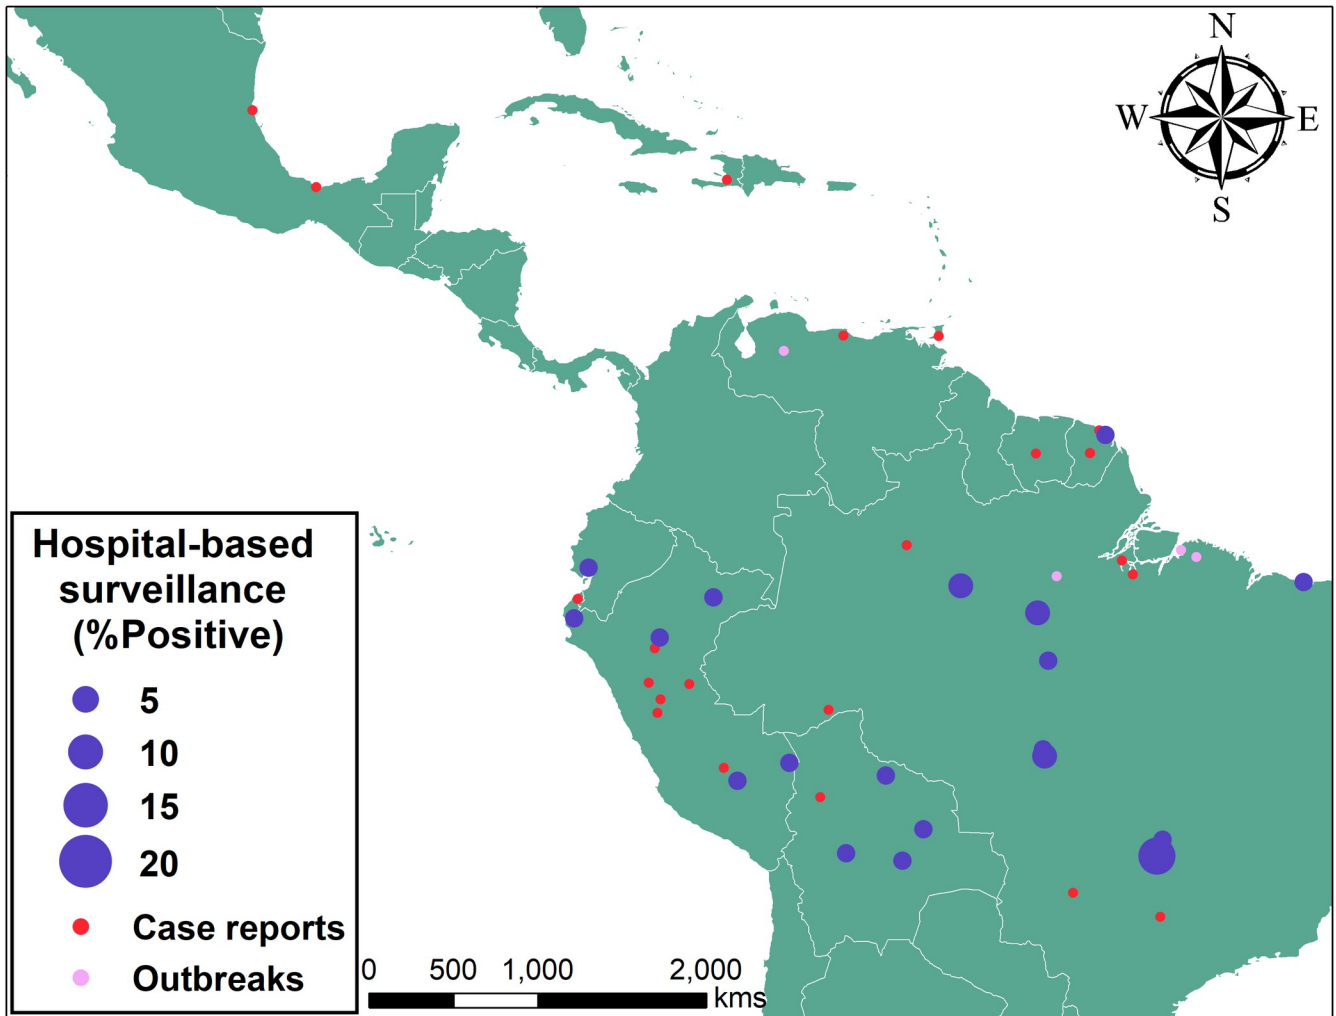 N
W
E
S
Hospital-based
surveillance
(%Positive)
5
10
15
20
Case reports
Outbreaks
0 500 1,000 2,000
kms